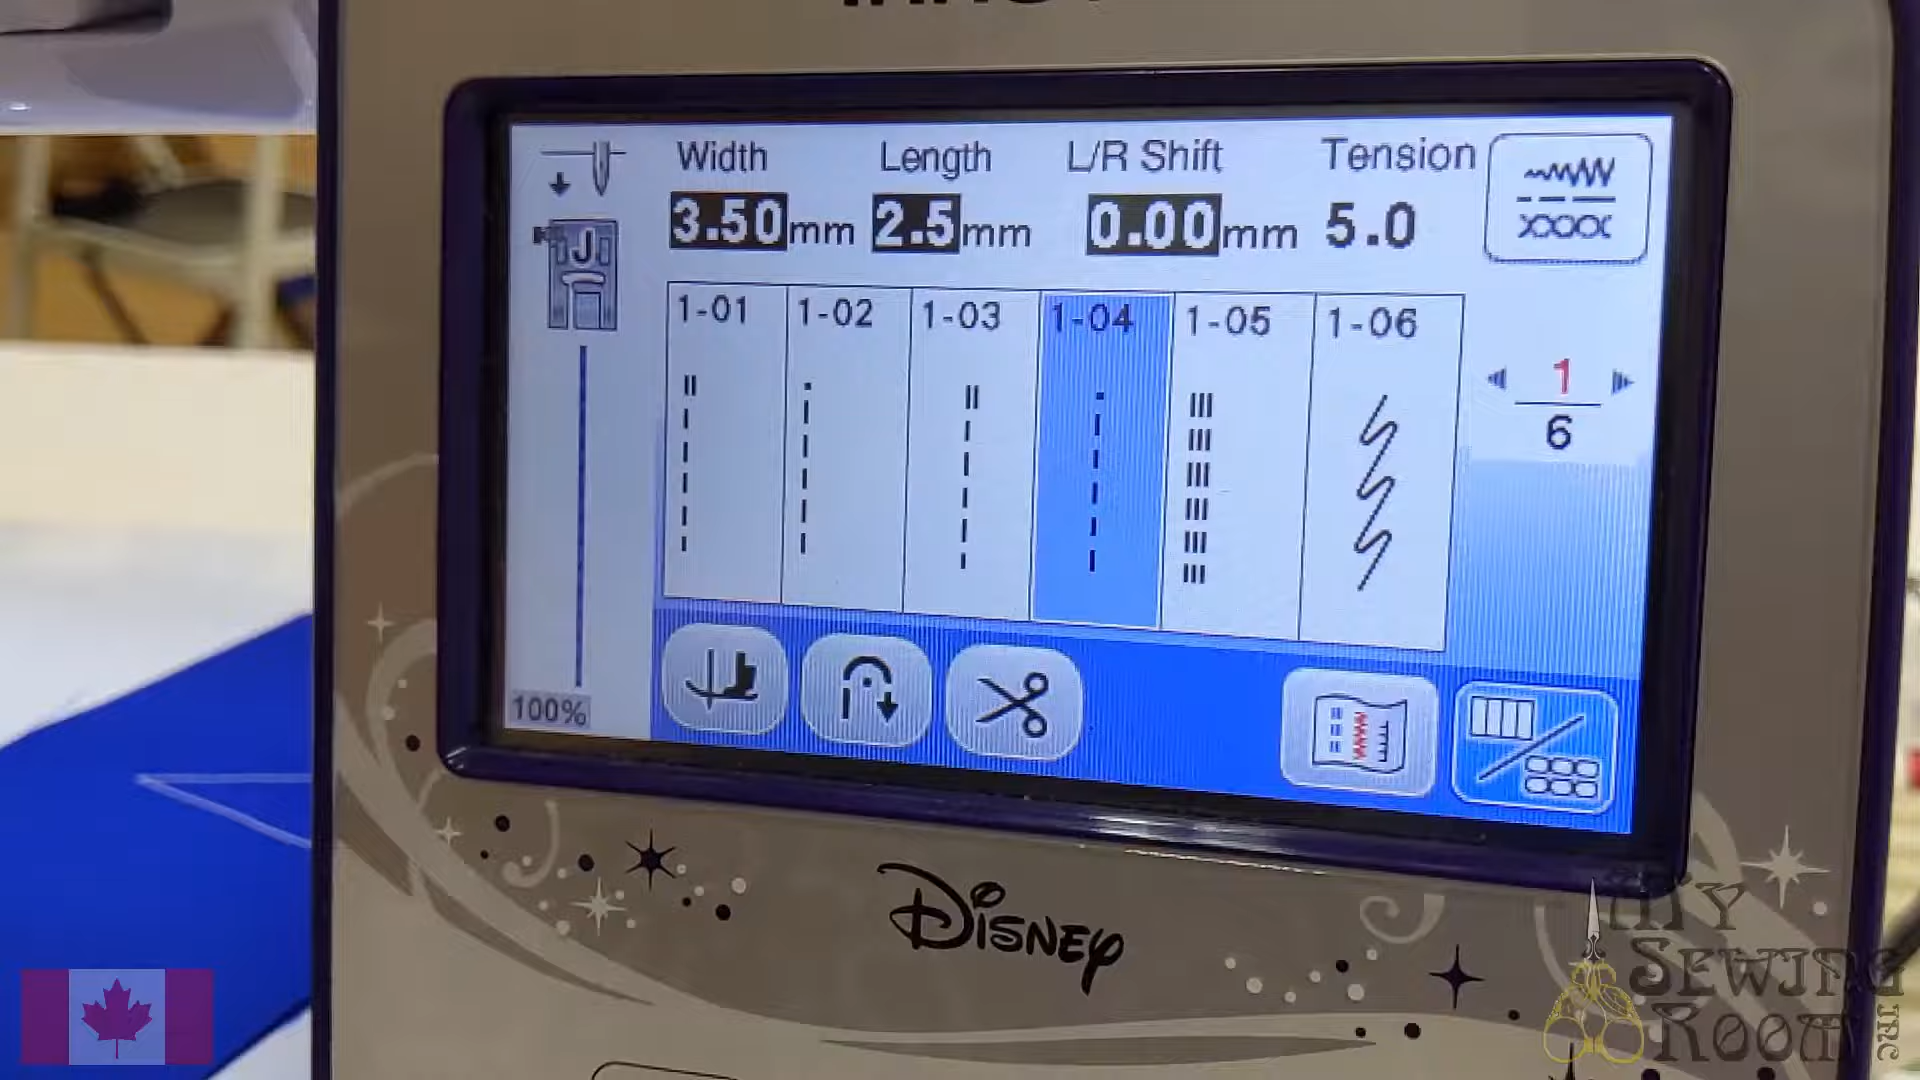 Width Length L/R Shift Tension
3.50mm 2.5mm 0.00mm 5.0
J
1-01 1-02 1-03 1-04 1-05 1-06
1
6
100%
Disney
My
Sewing
Room
INC